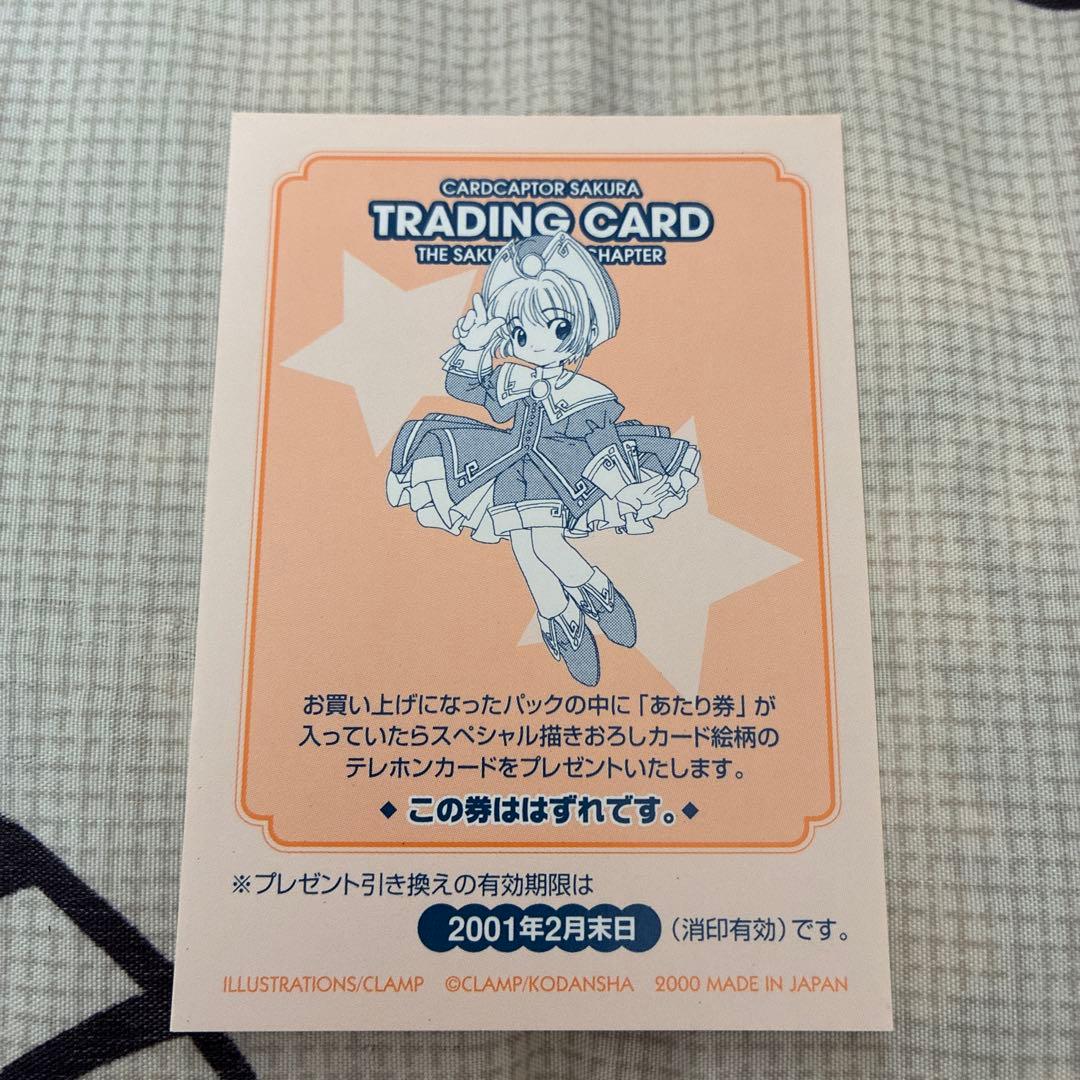 CARDCAPTOR SAKURA
TRADING CARD
THE SAKU CHAPTER
お買い上げになったパックの中に「あたり券」が
入っていたらスペシャル描きおろしカード絵柄の
テレホンカードをプレゼントいたします。
◆この券ははずれです。◆
※プレゼント引き換えの有効期限は
2001年2月末日(消印有効)です。
ILLUSTRATIONS/CLAMP ©CLAMP/KODANSHA 2000 MADE IN JAPAN